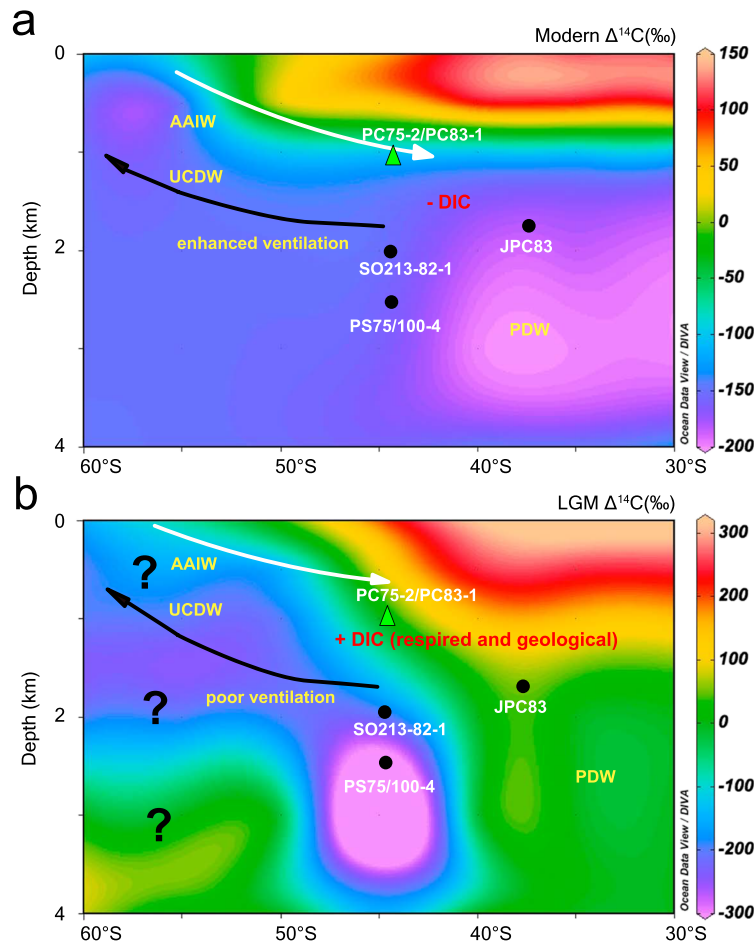 a
Modern Δ¹⁴C(‰)
0
2
4
Depth (km)
AAIW
PC75-2/PC83-1
UCDW
- DIC
enhanced ventilation
JPC83
SO213-82-1
PS75/100-4
PDW
60°S
50°S
40°S
30°S
150
100
50
0
-50
-100
-150
-200
Ocean Data View / DIVA
b
LGM Δ¹⁴C(‰)
0
2
4
Depth (km)
?
AAIW
PC75-2/PC83-1
UCDW
+ DIC (respired and geological)
poor ventilation
?
JPC83
SO213-82-1
PS75/100-4
PDW
?
60°S
50°S
40°S
30°S
300
200
100
0
-100
-200
-300
Ocean Data View / DIVA